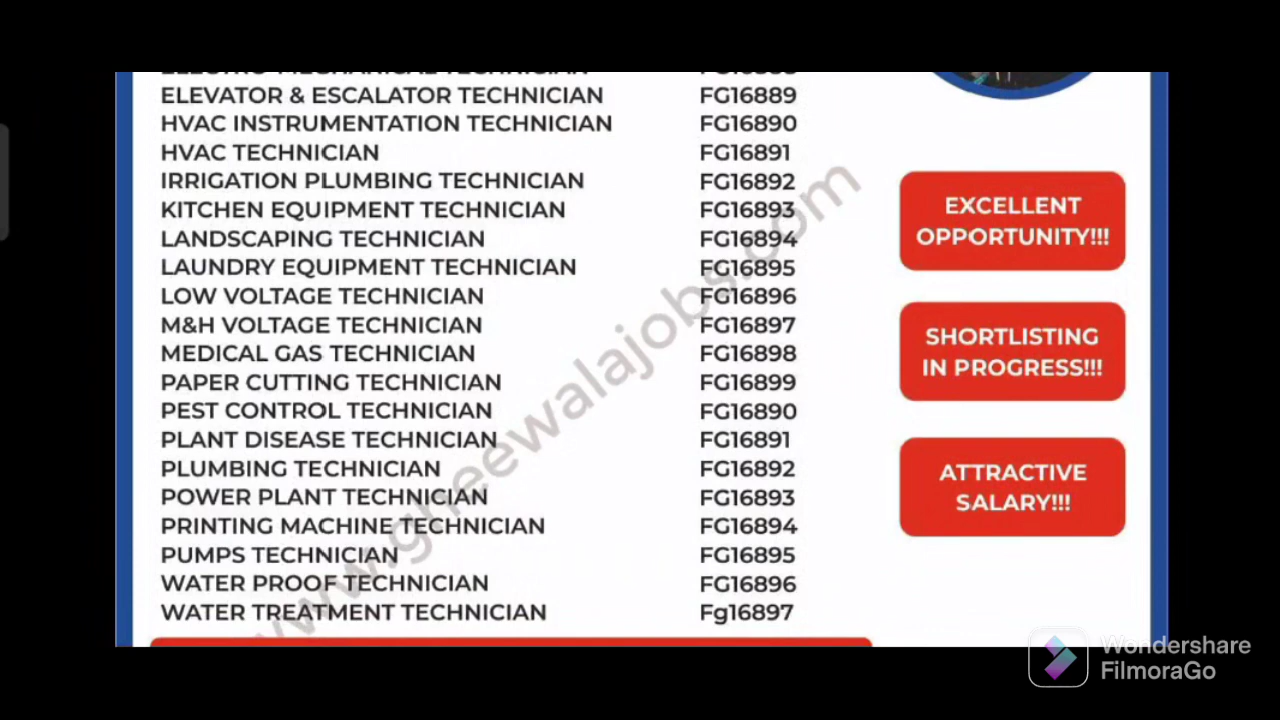 ELECTRO-MECHANICAL TECHNICIAN
ELEVATOR & ESCALATOR TECHNICIAN FG16889
HVAC INSTRUMENTATION TECHNICIAN FG16890
HVAC TECHNICIAN FG16891
IRRIGATION PLUMBING TECHNICIAN FG16892
KITCHEN EQUIPMENT TECHNICIAN FG16893
LANDSCAPING TECHNICIAN FG16894
LAUNDRY EQUIPMENT TECHNICIAN FG16895
LOW VOLTAGE TECHNICIAN FG16896
M&H VOLTAGE TECHNICIAN FG16897
MEDICAL GAS TECHNICIAN FG16898
PAPER CUTTING TECHNICIAN FG16899
PEST CONTROL TECHNICIAN FG16890
PLANT DISEASE TECHNICIAN FG16891
PLUMBING TECHNICIAN FG16892
POWER PLANT TECHNICIAN FG16893
PRINTING MACHINE TECHNICIAN FG16894
PUMPS TECHNICIAN FG16895
WATER PROOF TECHNICIAN FG16896
WATER TREATMENT TECHNICIAN Fg16897
EXCELLENT
OPPORTUNITY!!!
SHORTLISTING
IN PROGRESS!!!
ATTRACTIVE
SALARY!!!
www.gheewalajobs.com
Wondershare
FilmoraGo